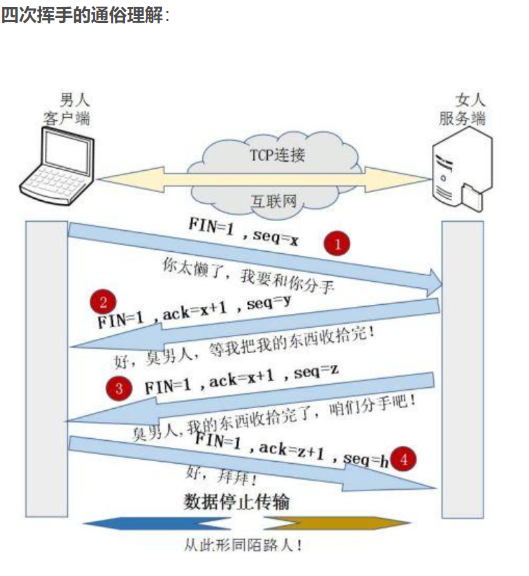 四次挥手的通俗理解：
男人
客户端
女人
服务端
TCP连接
互联网
FIN=1 ,seq=x
1
你太懒了，我要和你分手
2
FIN=1 ,ack=x+1 ,seq=y
好，臭男人，等我把我的东西收拾完！
3
FIN=1 ,ack=x+1 ,seq=z
臭男人,我的东西收拾完了，咱们分手吧！
FIN=1 ,ack=z+1 ,seq=h
4
好，拜拜！
数据停止传输
从此形同陌路人！